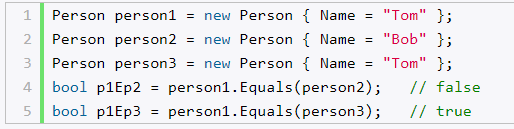 1 Person person1 = new Person { Name = "Tom" };
2 Person person2 = new Person { Name = "Bob" };
3 Person person3 = new Person { Name = "Tom" };
4 bool p1Ep2 = person1.Equals(person2);   // false
5 bool p1Ep3 = person1.Equals(person3);   // true